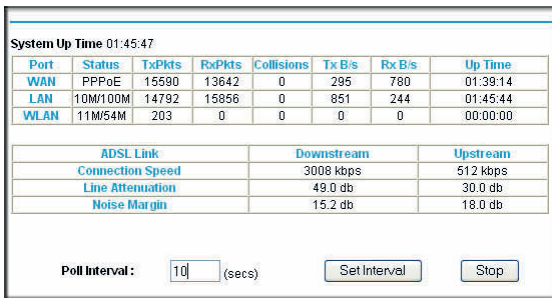 System Up Time 01:45:47
Port Status TxPkts RxPkts Collisions Tx B/s Rx B/s Up Time
WAN PPPoE 15590 13642 0 295 780 01:39:14
LAN 10M/100M 14792 15856 0 851 244 01:45:44
WLAN 11M/54M 203 0 0 0 0 00:00:00
ADSL Link Downstream Upstream
Connection Speed 3008 kbps 512 kbps
Line Attenuation 49.0 db 30.0 db
Noise Margin 15.2 db 18.0 db
Poll Interval : 10 (secs) Set Interval Stop